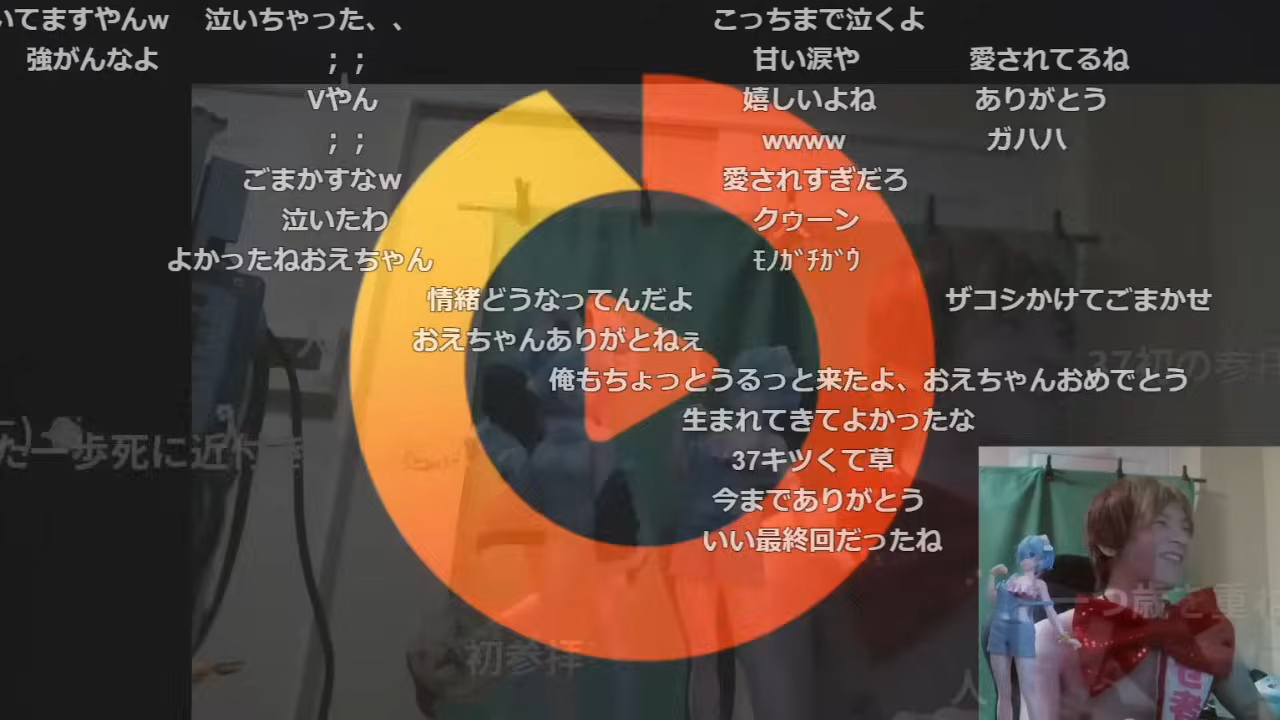 いてますやんw
泣いちゃった、、
こっちまで泣くよ
強がんなよ
；；
甘い涙や
愛されてるね
Vやん
嬉しいよね
ありがとう
；；
wwww
ガハハ
ごまかすなw
愛されすぎだろ
泣いたわ
クゥーン
よかったねおえちゃん
ﾓﾉｶﾞﾁｶﾞｳ
情緒どうなってんだよ
ザコシかけてごまかせ
おえちゃんありがとねぇ
37初の参拝
俺もちょっとうるっと来たよ、おえちゃんおめでとう
生まれてきてよかったな
た一歩死に近付き
37キツくて草
今までありがとう
いい最終回だったね
初参拝